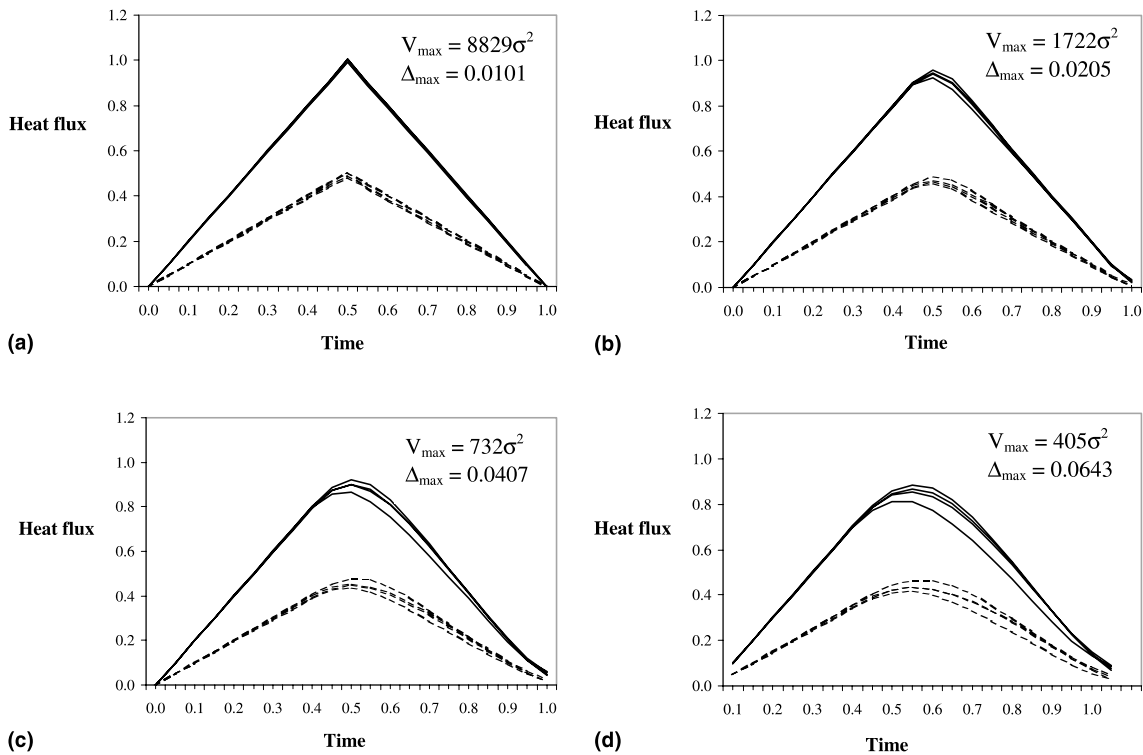 1.2
1.0
0.8
0.6
0.4
0.2
0.0
Heat flux
V_max = 8829σ²
Δ_max = 0.0101
0.0 0.1 0.2 0.3 0.4 0.5 0.6 0.7 0.8 0.9 1.0
Time
(a)
1.2
1.0
0.8
0.6
0.4
0.2
0.0
Heat flux
V_max = 1722σ²
Δ_max = 0.0205
0.0 0.1 0.2 0.3 0.4 0.5 0.6 0.7 0.8 0.9 1.0
Time
(b)
1.2
1.0
0.8
0.6
0.4
0.2
0.0
Heat flux
V_max = 732σ²
Δ_max = 0.0407
0.0 0.1 0.2 0.3 0.4 0.5 0.6 0.7 0.8 0.9 1.0
Time
(c)
1.2
1.0
0.8
0.6
0.4
0.2
0.0
Heat flux
V_max = 405σ²
Δ_max = 0.0643
0.1 0.2 0.3 0.4 0.5 0.6 0.7 0.8 0.9 1.0
Time
(d)